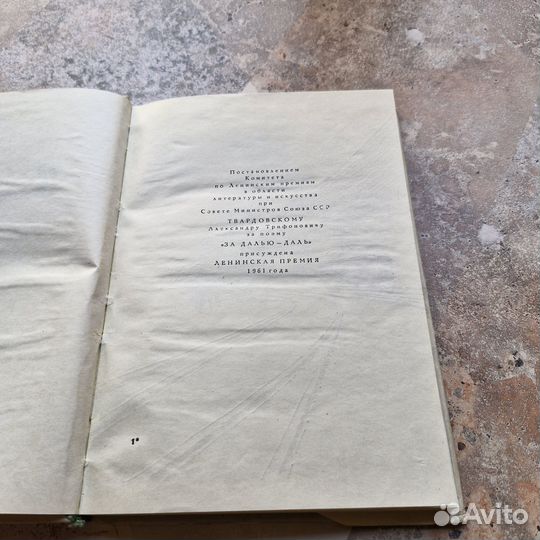 Постановлением
Комитета
по Ленинским премиям
в области
литературы и искусства
при
Совете Министров Союза ССР
ТВАРДОВСКОМУ
Александру Трифоновичу
за поэму
«ЗА ДАЛЬЮ — ДАЛЬ»
присуждена
ЛЕНИНСКАЯ ПРЕМИЯ
1961 года
1*
Avito